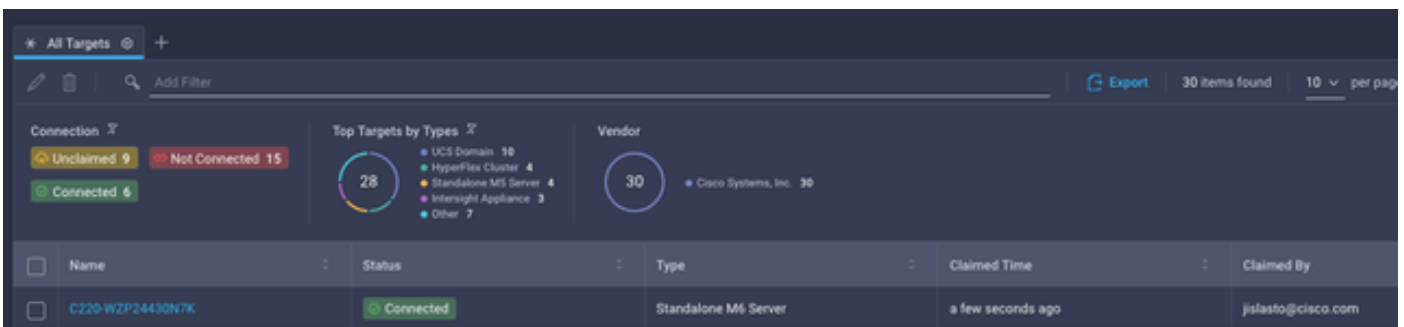 All Targets
Add Filter
Export
30 items found
10 per pag
Connection
Unclaimed 9
Not Connected 15
Connected 6
Top Targets by Types
28
UCS Domain 10
HyperFlex Cluster 4
Standalone M5 Server 4
Intersight Appliance 3
Other 7
Vendor
30
Cisco Systems, Inc. 30
Name Status Type Claimed Time Claimed By
C220-WZP24430N7K Connected Standalone M6 Server a few seconds ago jislasto@cisco.com